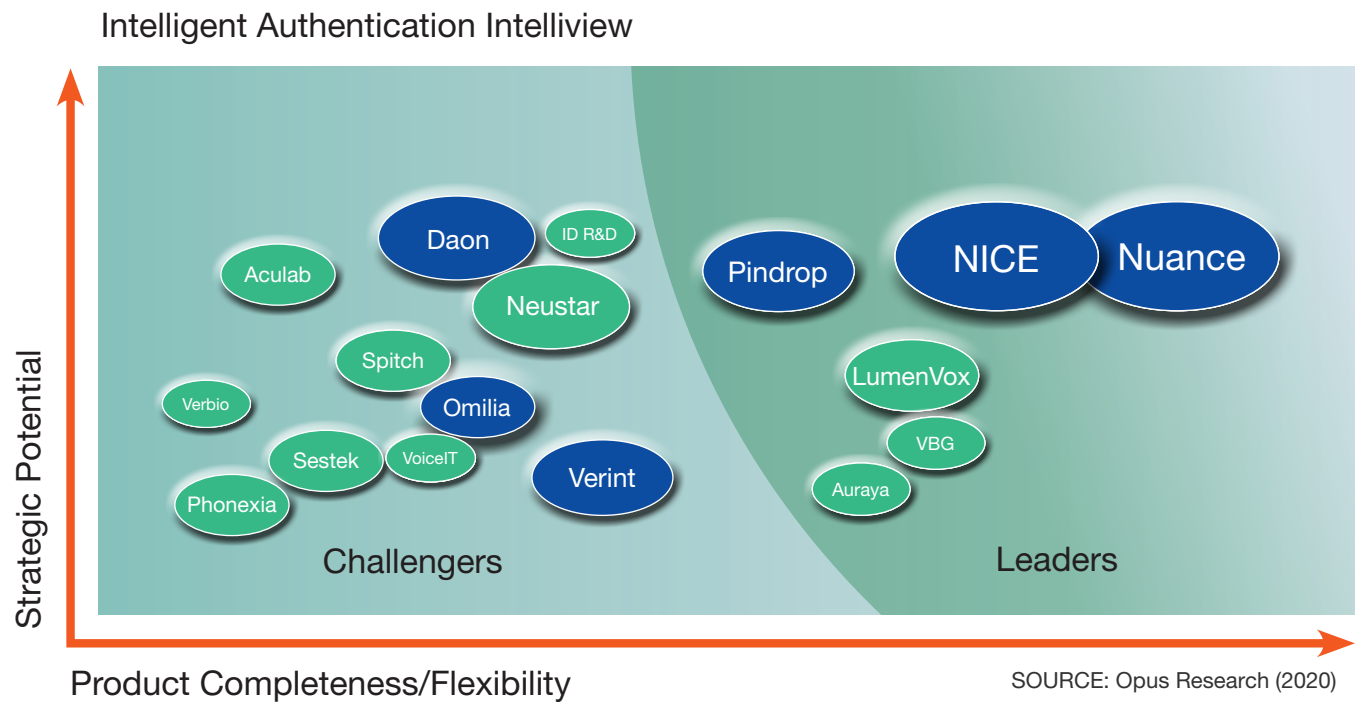 Intelligent Authentication Intelliview
Strategic Potential
Daon
ID R&D
Aculab
Neustar
Pindrop
NICE
Nuance
Spitch
LumenVox
Verbio
Omilia
VBG
Sestek
VoiceIT
Verint
Auraya
Phonexia
Challengers
Leaders
Product Completeness/Flexibility
SOURCE: Opus Research (2020)